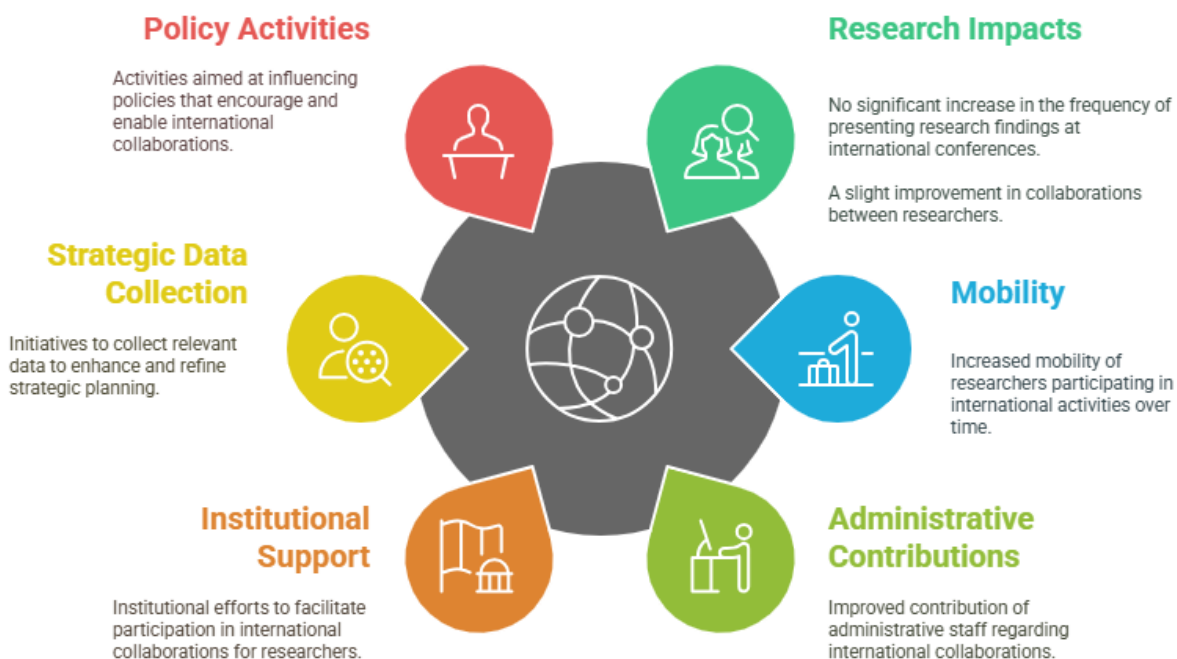 Policy Activities
Activities aimed at influencing
policies that encourage and
enable international
collaborations.
Research Impacts
No significant increase in the frequency of
presenting research findings at
international conferences.
A slight improvement in collaborations
between researchers.
Strategic Data
Collection
Initiatives to collect relevant
data to enhance and refine
strategic planning.
Mobility
Increased mobility of
researchers participating in
international activities over
time.
Institutional
Support
Institutional efforts to facilitate
participation in international
collaborations for researchers.
Administrative
Contributions
Improved contribution of
administrative staff regarding
international collaborations.